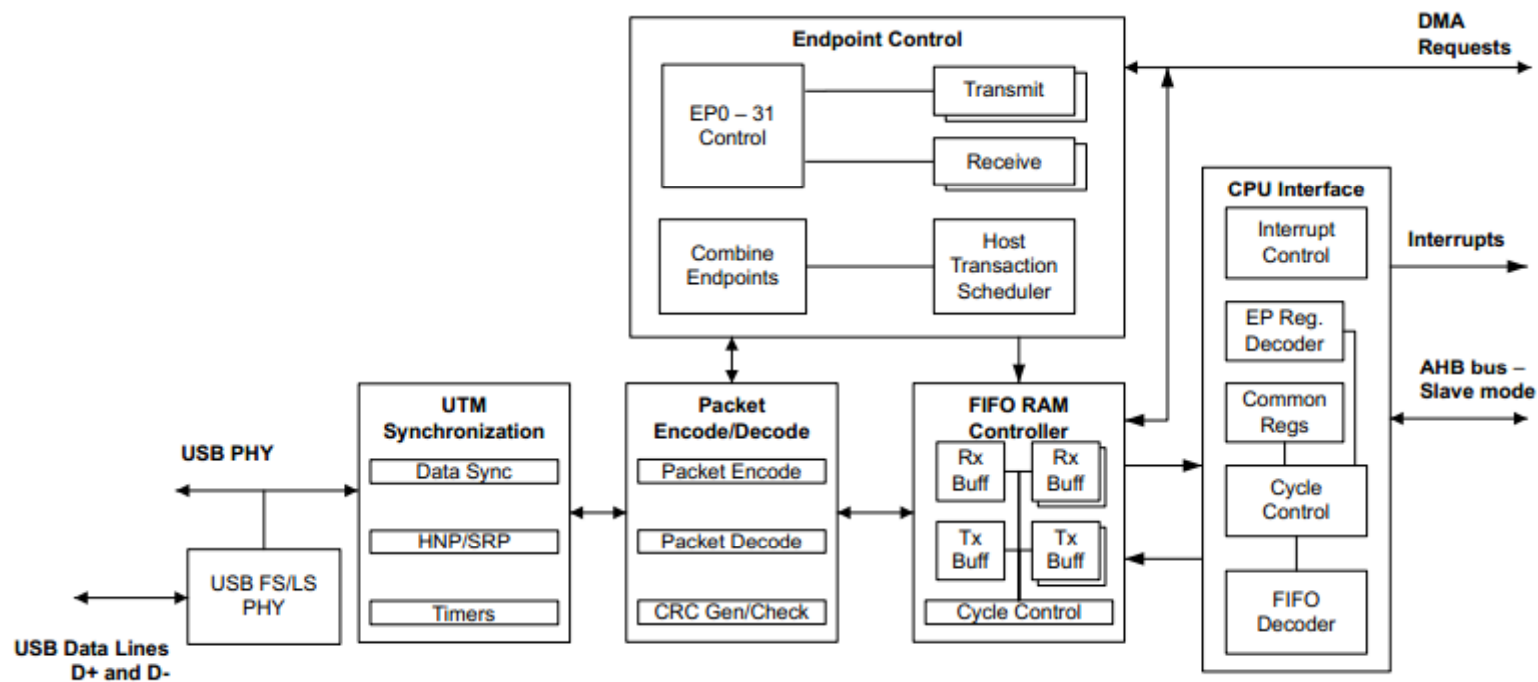 Endpoint Control
EP0 – 31
Control
Transmit
Receive
Combine
Endpoints
Host
Transaction
Scheduler
DMA
Requests
CPU Interface
Interrupt
Control
EP Reg.
Decoder
Common
Regs
Cycle
Control
FIFO
Decoder
Interrupts
AHB bus –
Slave mode
UTM
Synchronization
Data Sync
HNP/SRP
Timers
Packet
Encode/Decode
Packet Encode
Packet Decode
CRC Gen/Check
FIFO RAM
Controller
Rx
Buff
Rx
Buff
Tx
Buff
Tx
Buff
Cycle Control
USB PHY
USB FS/LS
PHY
USB Data Lines
D+ and D-